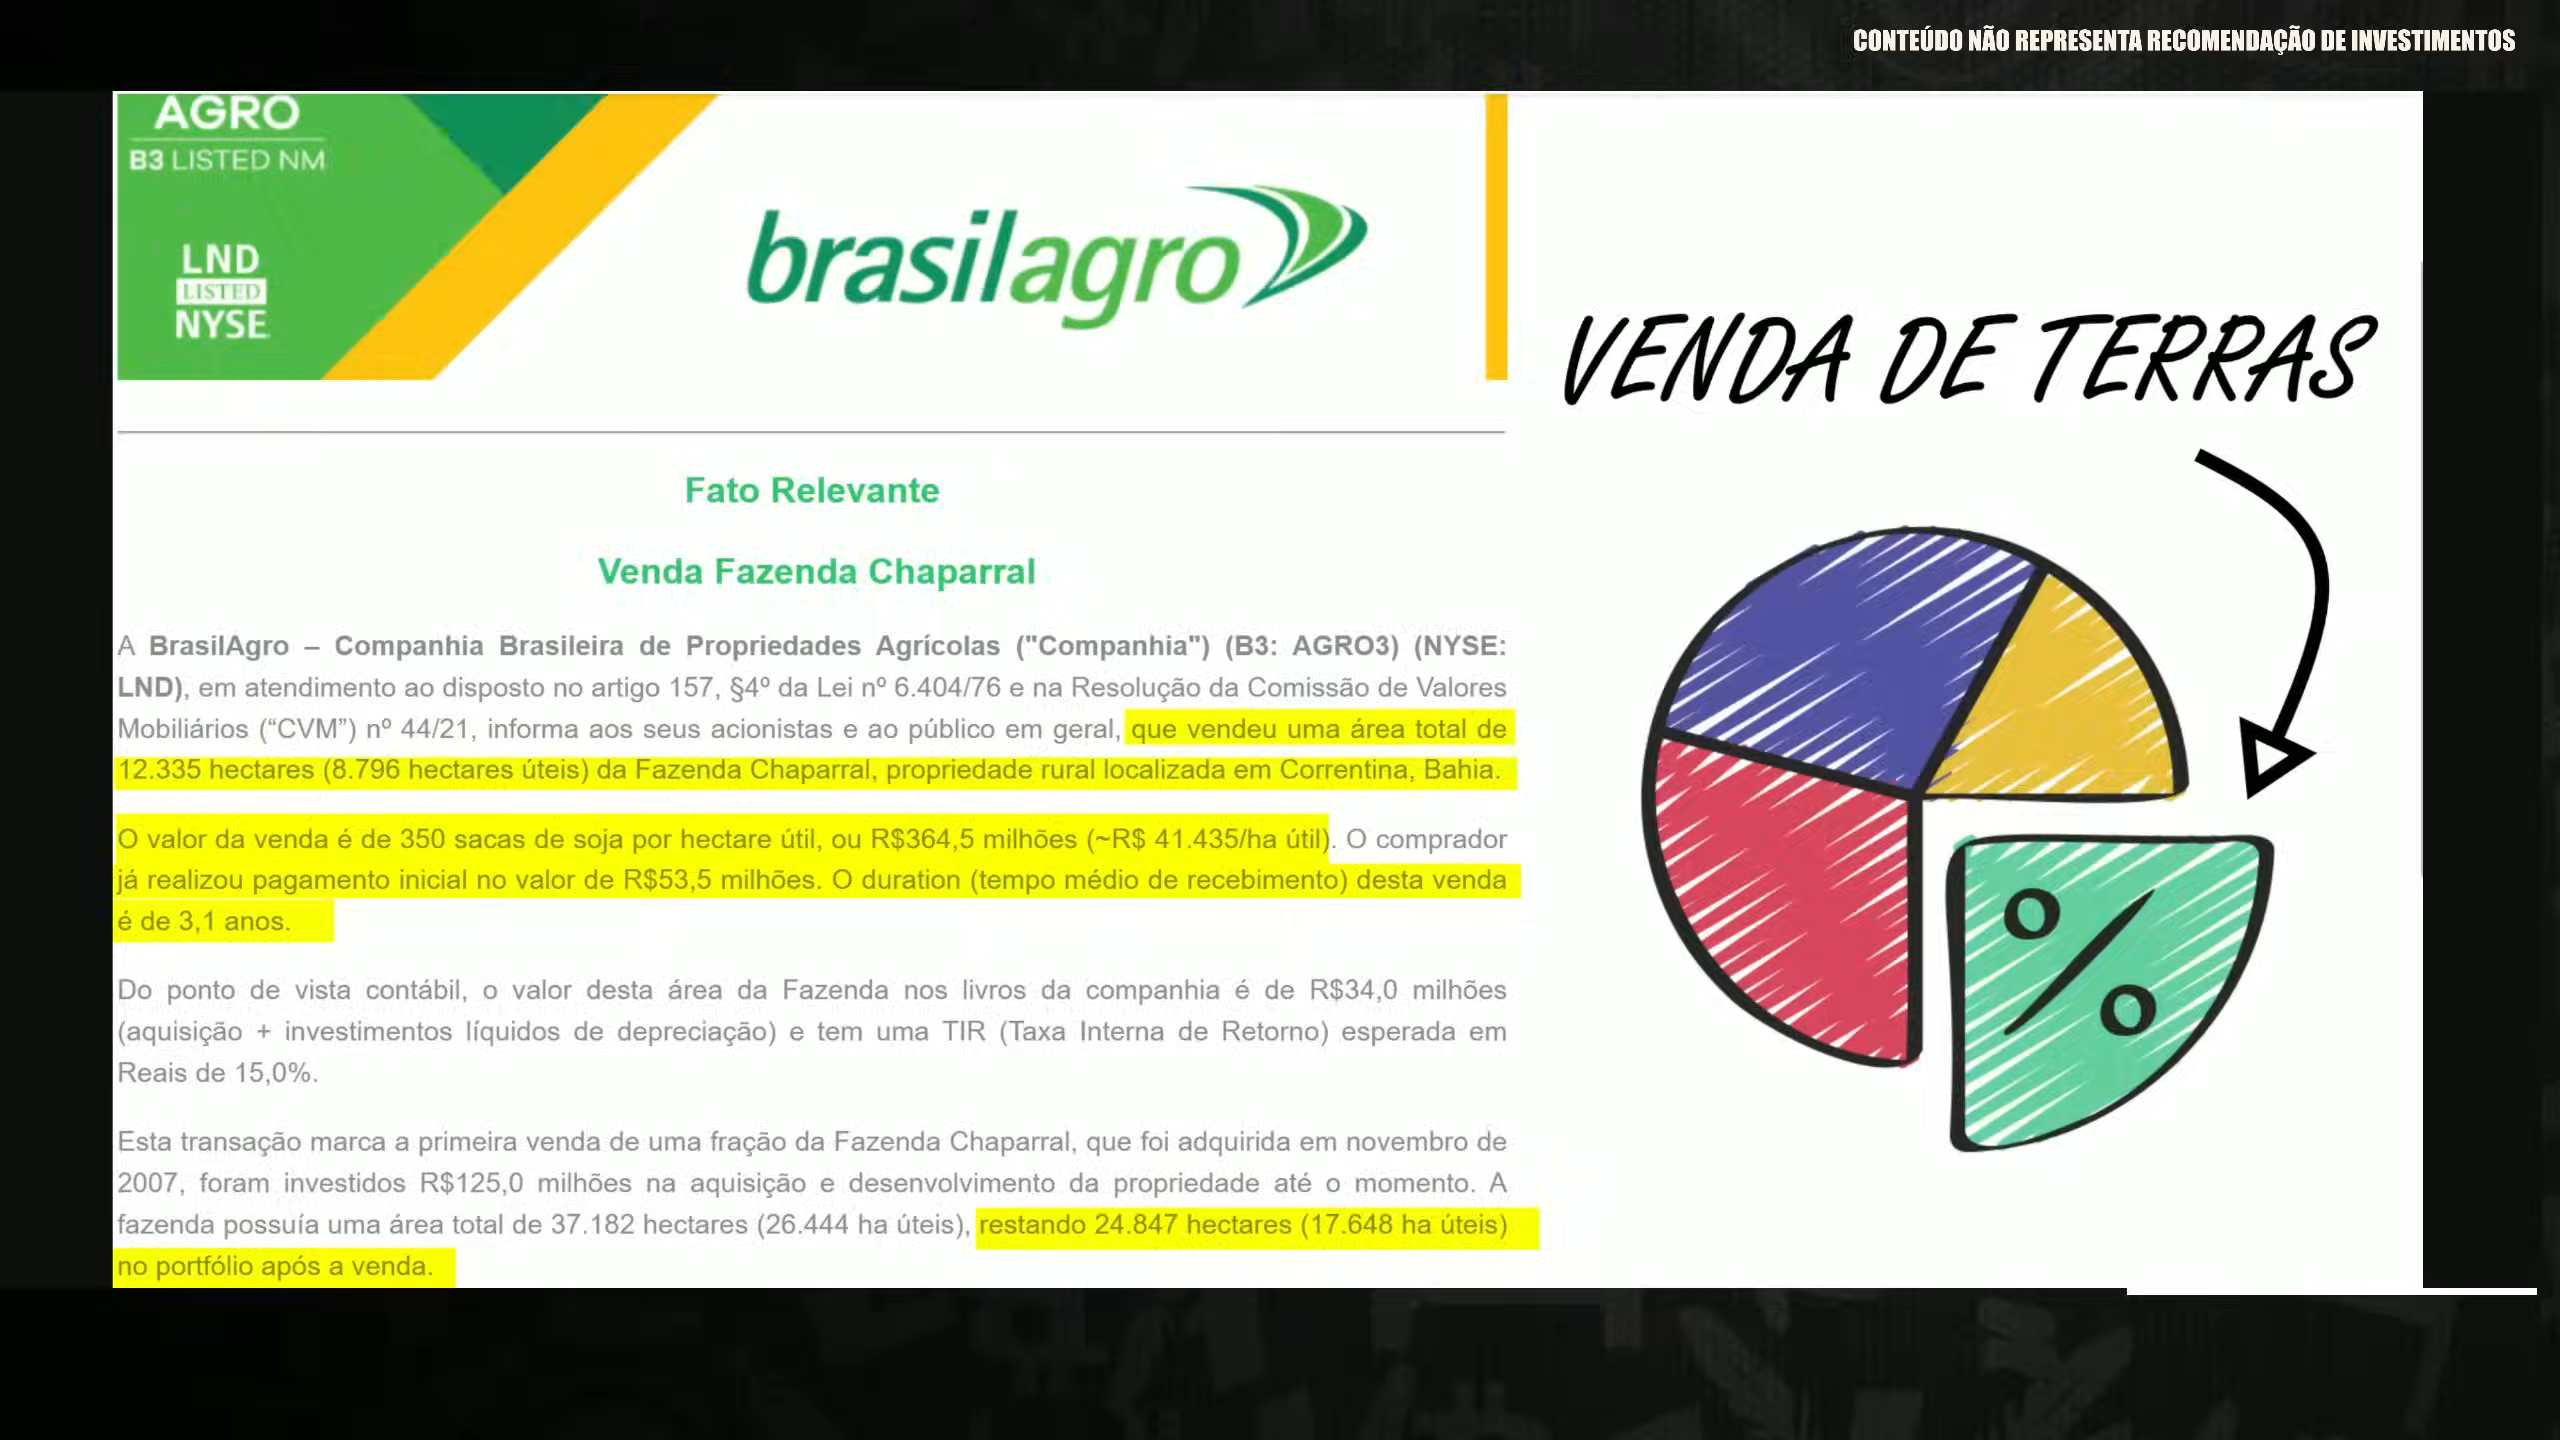 CONTEÚDO NÃO REPRESENTA RECOMENDAÇÃO DE INVESTIMENTOS
AGRO
B3 LISTED NM
LND
LISTED
NYSE
brasilagro
VENDA DE TERRAS
Fato Relevante
Venda Fazenda Chaparral
A BrasilAgro – Companhia Brasileira de Propriedades Agrícolas ("Companhia") (B3: AGRO3) (NYSE:
LND), em atendimento ao disposto no artigo 157, §4º da Lei nº 6.404/76 e na Resolução da Comissão de Valores
Mobiliários (“CVM”) nº 44/21, informa aos seus acionistas e ao público em geral, que vendeu uma área total de
12.335 hectares (8.796 hectares úteis) da Fazenda Chaparral, propriedade rural localizada em Correntina, Bahia.
O valor da venda é de 350 sacas de soja por hectare útil, ou R$364,5 milhões (~R$ 41.435/ha útil). O comprador
já realizou pagamento inicial no valor de R$53,5 milhões. O duration (tempo médio de recebimento) desta venda
é de 3,1 anos.
Do ponto de vista contábil, o valor desta área da Fazenda nos livros da companhia é de R$34,0 milhões
(aquisição + investimentos líquidos de depreciação) e tem uma TIR (Taxa Interna de Retorno) esperada em
Reais de 15,0%.
Esta transação marca a primeira venda de uma fração da Fazenda Chaparral, que foi adquirida em novembro de
2007, foram investidos R$125,0 milhões na aquisição e desenvolvimento da propriedade até o momento. A
fazenda possuía uma área total de 37.182 hectares (26.444 ha úteis), restando 24.847 hectares (17.648 ha úteis)
no portfólio após a venda.
%